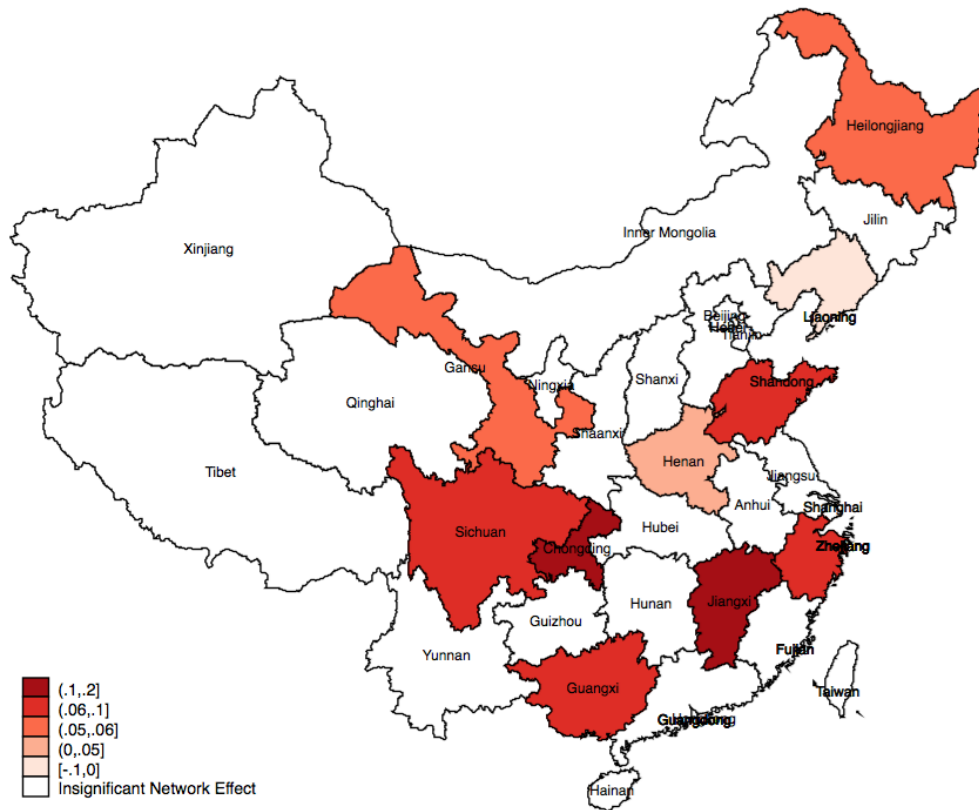 Heilongjiang
Jilin
Inner Mongolia
Xinjiang
Liaoning
Beijing
Hebei
Tianjin
Gansu
Shandong
Shanxi
Ningxia
Qinghai
Shaanxi
Henan
Tibet
Jiangsu
Anhui
Shanghai
Sichuan
Hubei
Chongqing
Zhejiang
Hunan
Jiangxi
Guizhou
Yunnan
Fujian
Guangxi
Taiwan
Guangdong
(.1,.2]
(.06,.1]
(.05,.06]
(0,.05]
[-.1,0]
Insignificant Network Effect
Hainan